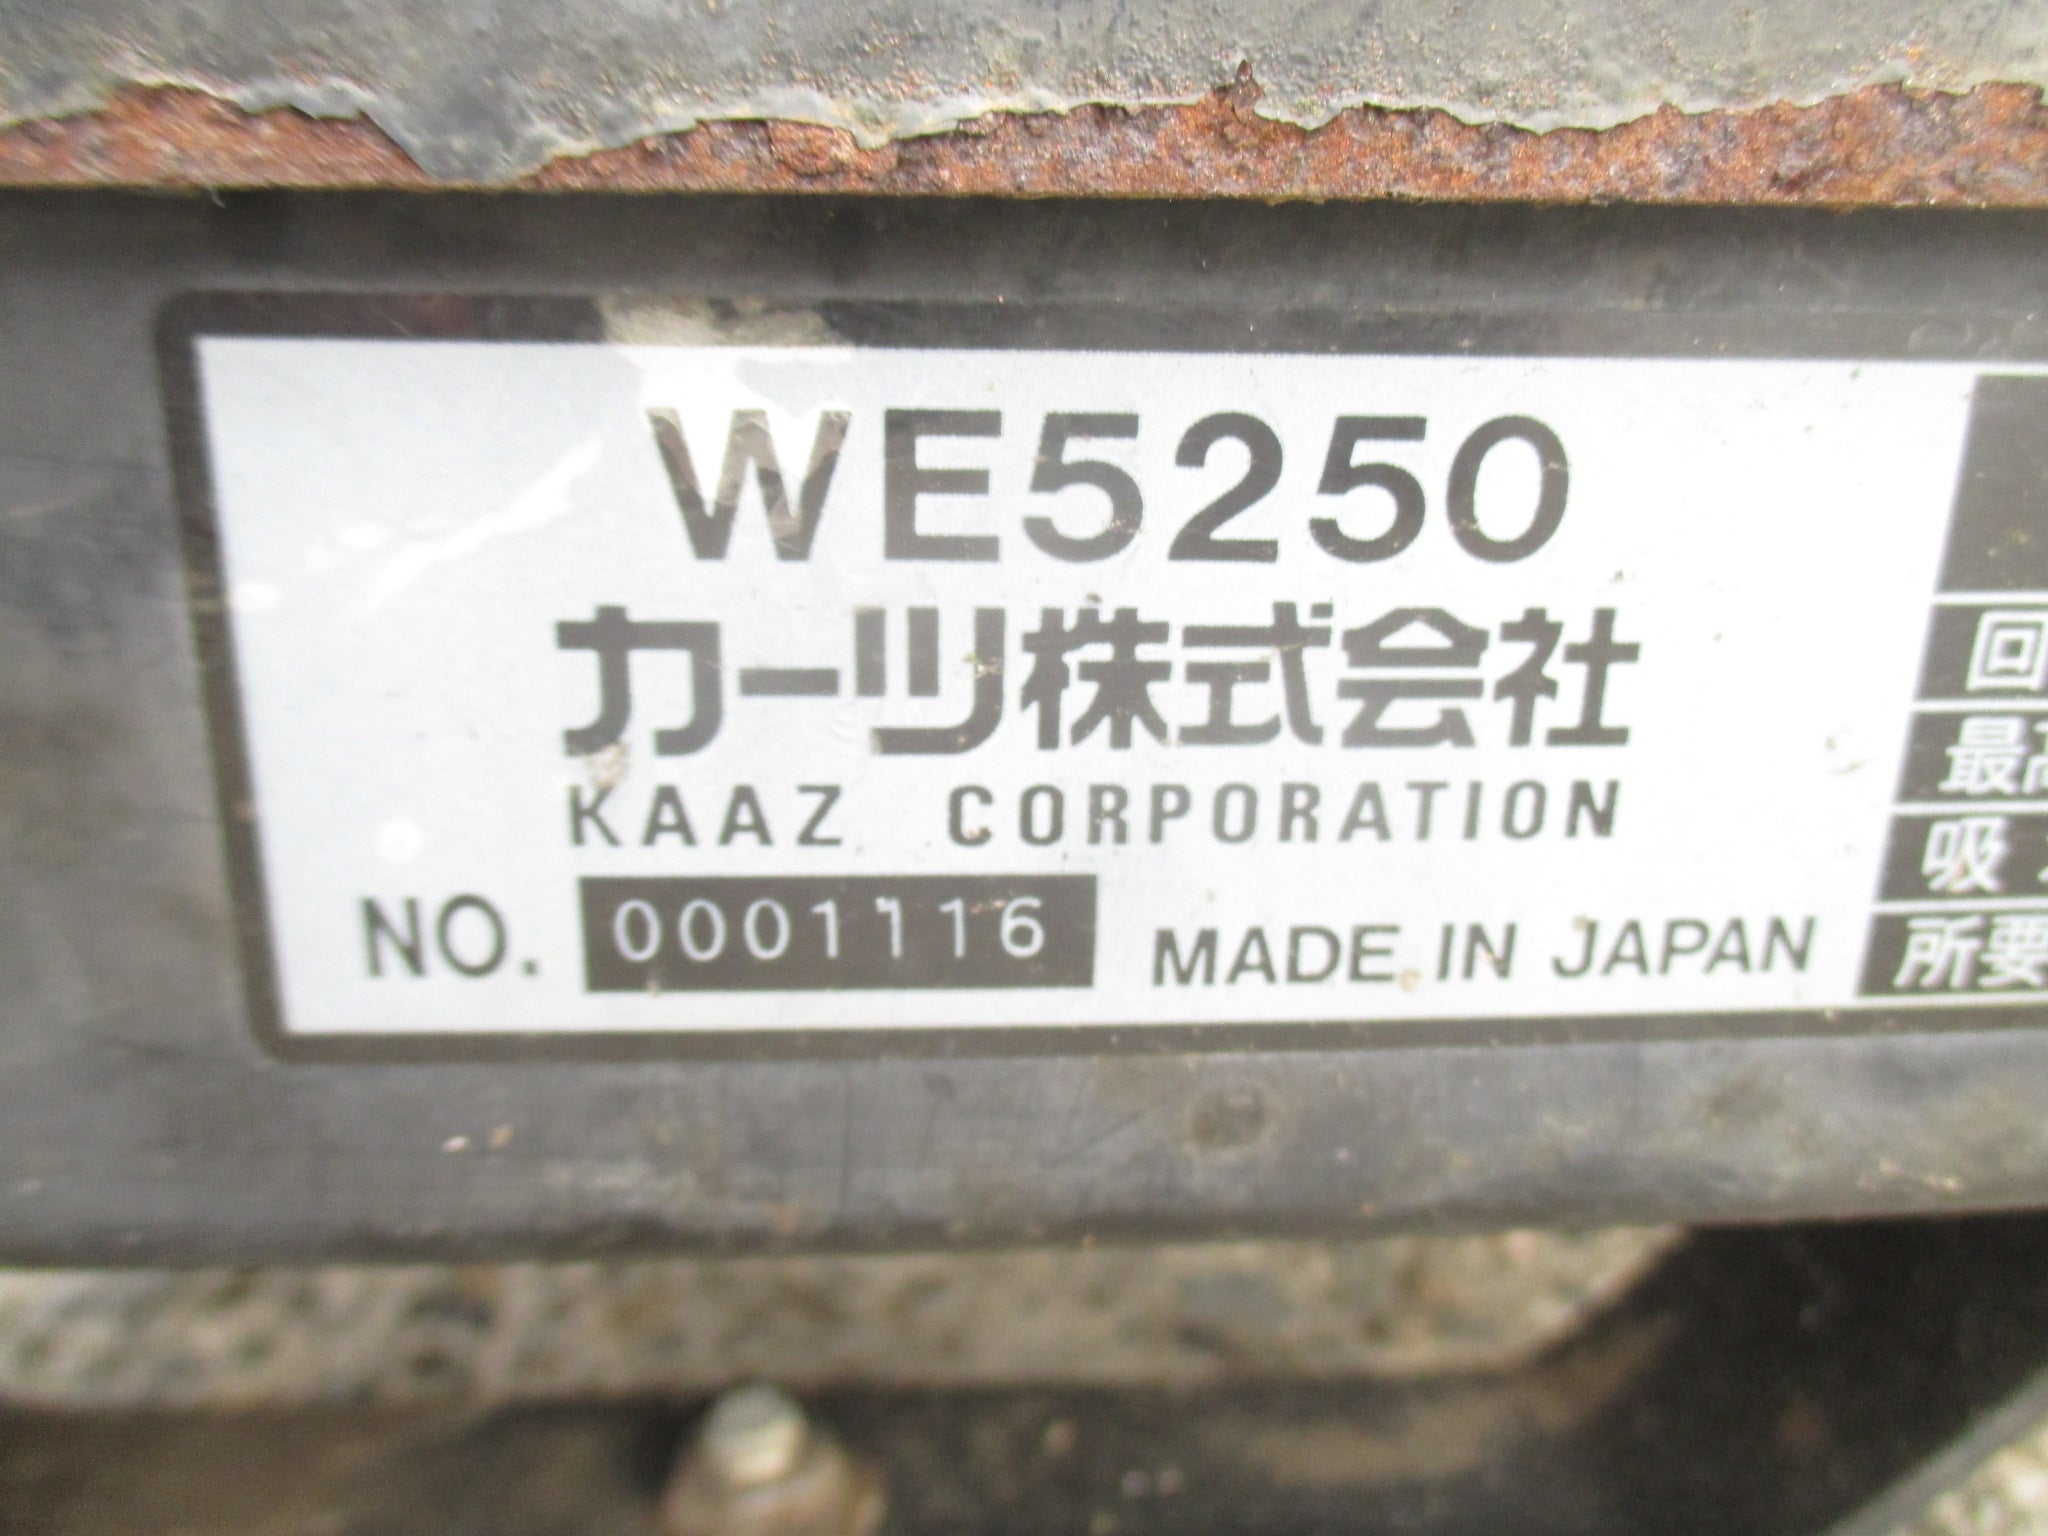 WE5250
カーツ株式会社
KAAZ CORPORATION
NO. 0001116 MADE IN JAPAN
回
最高
吸
所要